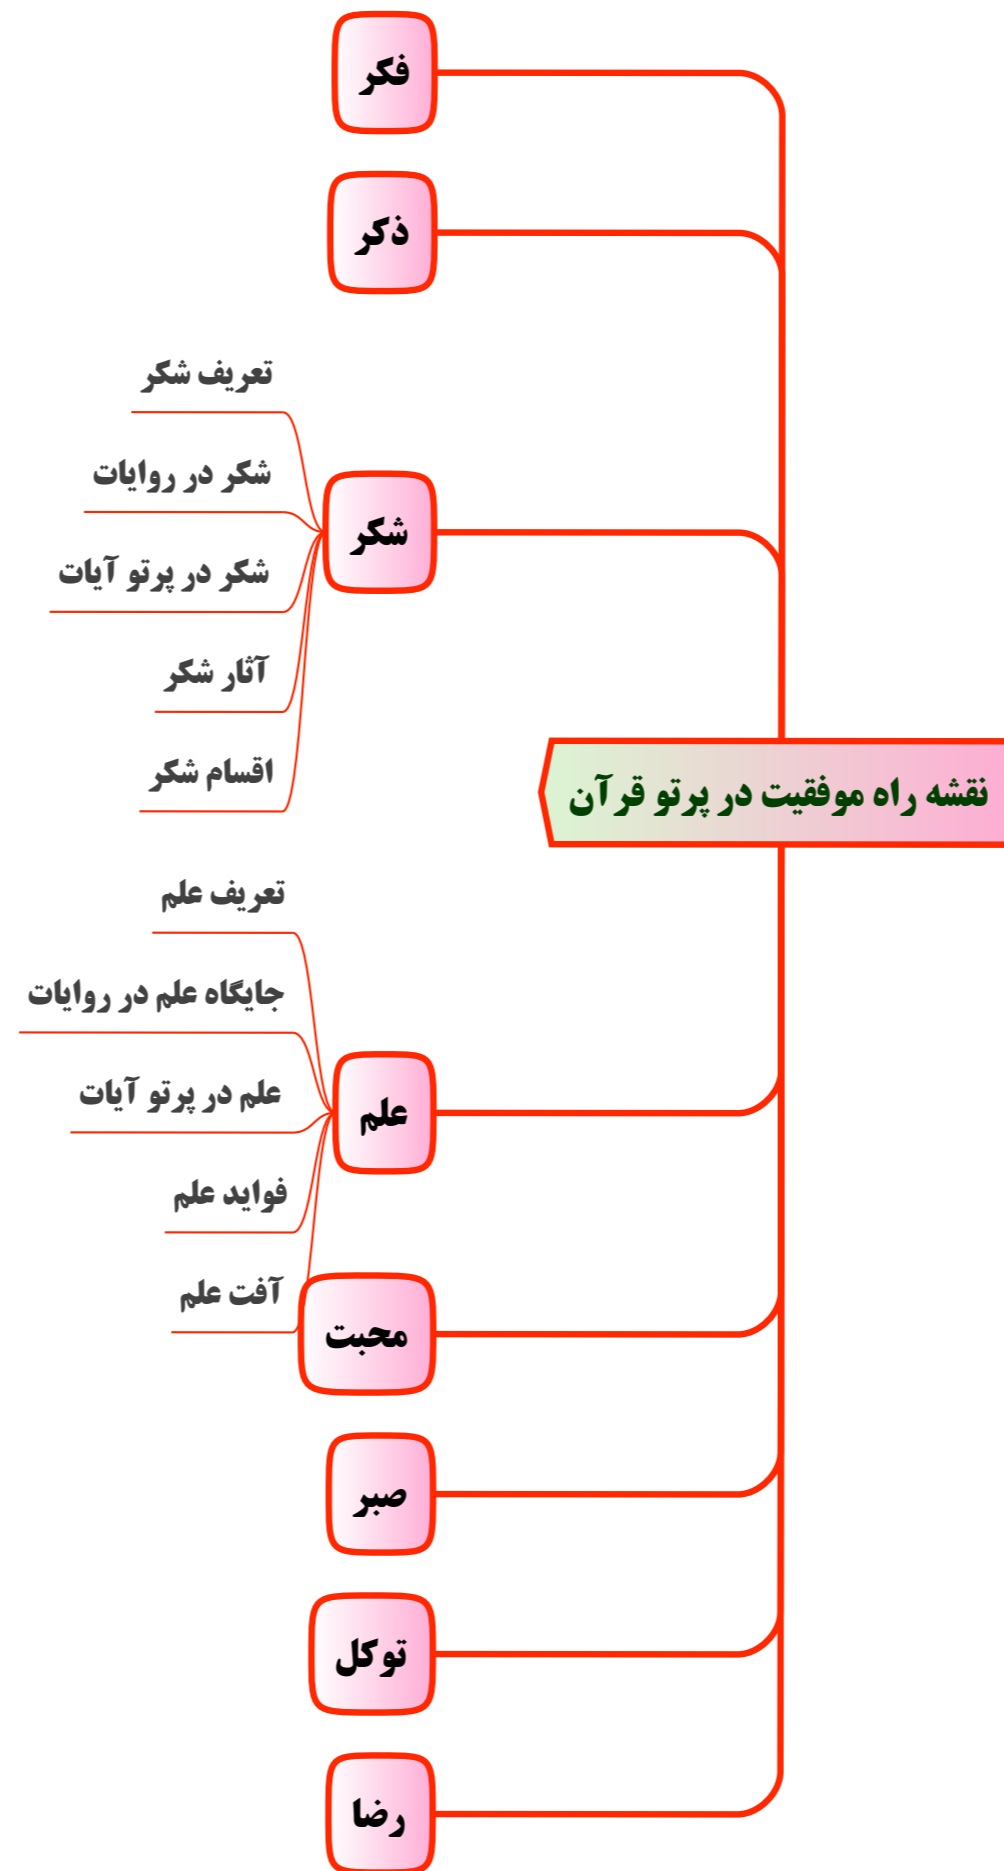 فکر
ذکر
تعریف شکر
شکر در روایات
شکر
شکر در پرتو آیات
آثار شکر
اقسام شکر
نقشه راه موفقیت در پرتو قرآن
تعریف علم
جایگاه علم در روایات
علم در پرتو آیات
علم
فواید علم
آفت علم
محبت
صبر
توکل
رضا